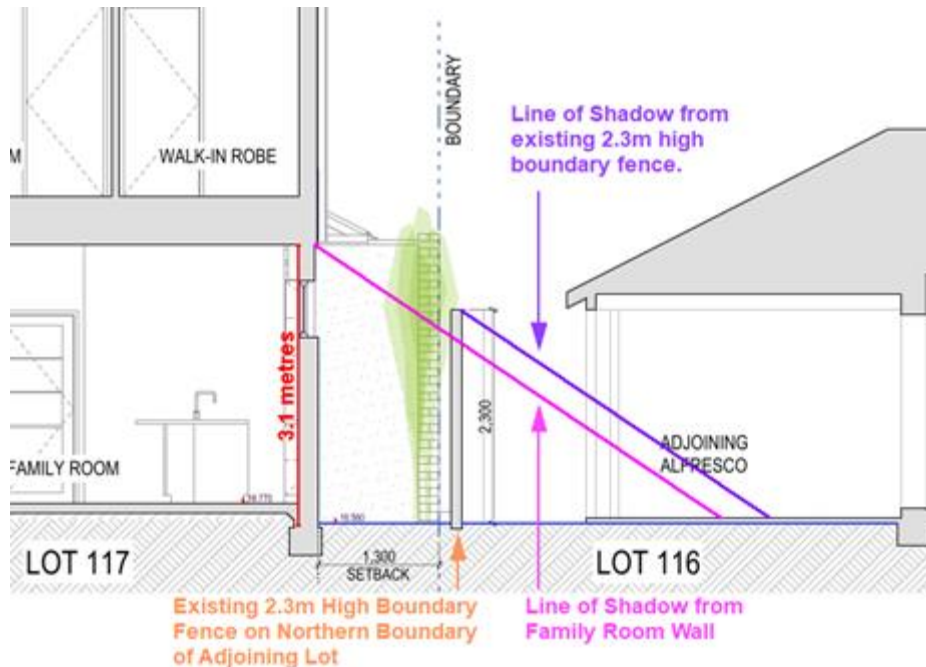 M
WALK-IN ROBE
BOUNDARY
Line of Shadow from
existing 2.3m high
boundary fence.
3.1 metres
2,300
ADJOINING
ALFRESCO
FAMILY ROOM
LOT 117
1,300
SETBACK
LOT 116
Existing 2.3m High Boundary
Fence on Northern Boundary
of Adjoining Lot
Line of Shadow from
Family Room Wall